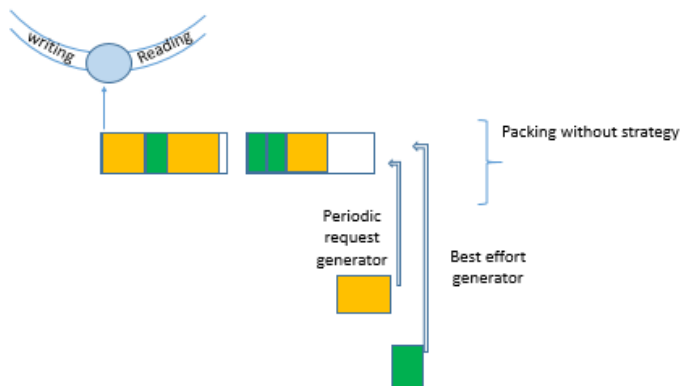 writing
Reading
Packing without strategy
Periodic
request
generator
Best effort
generator